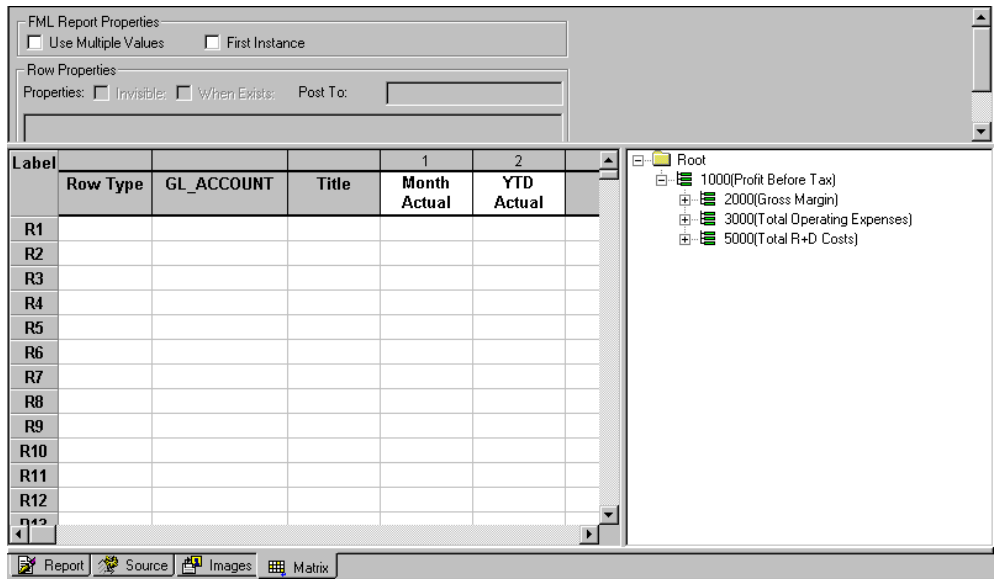 FML Report Properties
Use Multiple Values First Instance
Row Properties
Properties: Invisible: When Exists: Post To:
Label 1 2
Row Type GL_ACCOUNT Title Month Actual YTD Actual
R1
R2
R3
R4
R5
R6
R7
R8
R9
R10
R11
R12
R13
Root
1000(Profit Before Tax)
2000(Gross Margin)
3000(Total Operating Expenses)
5000(Total R+D Costs)
Report Source Images Matrix